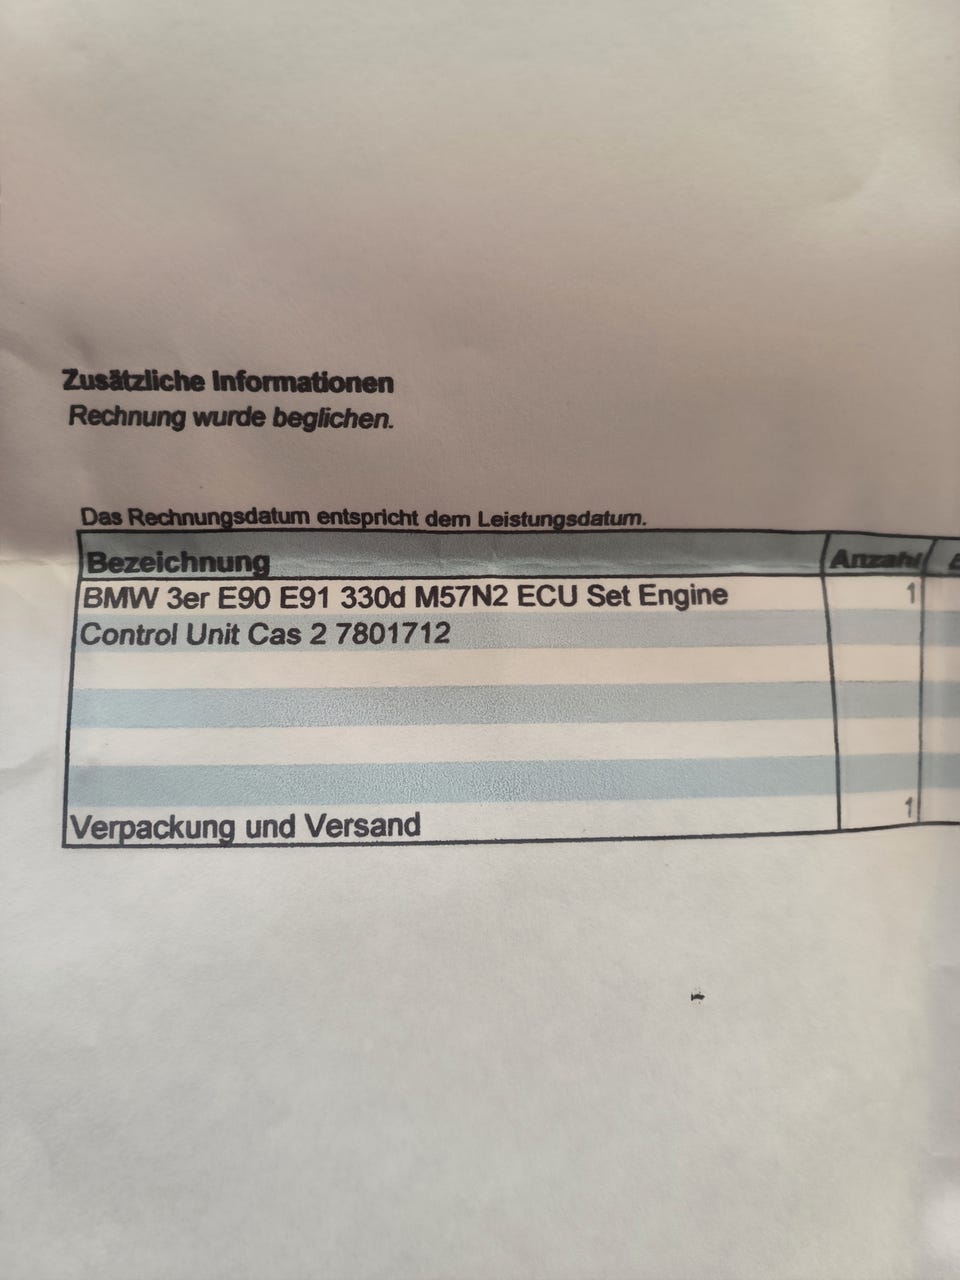 Zusätzliche Informationen
Rechnung wurde beglichen.
Das Rechnungsdatum entspricht dem Leistungsdatum.
Bezeichnung Anzahl
BMW 3er E90 E91 330d M57N2 ECU Set Engine 1
Control Unit Cas 2 7801712
Verpackung und Versand 1